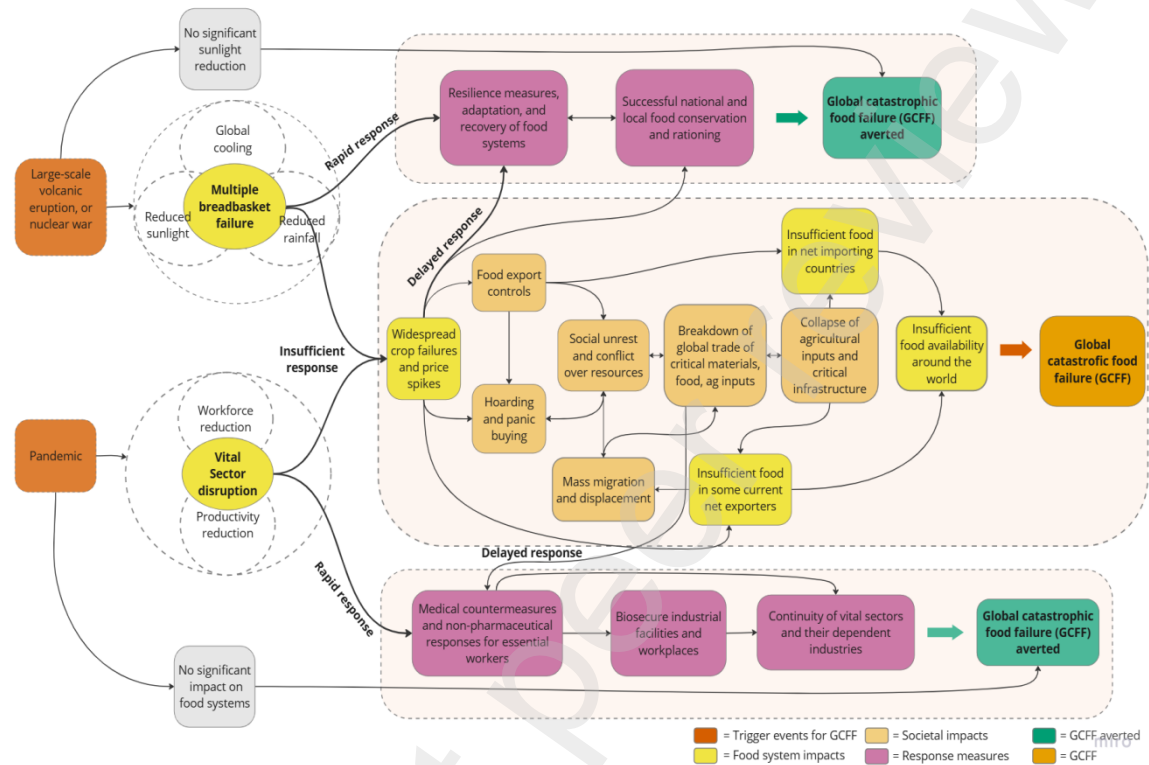 No significant
sunlight
reduction
Large-scale
volcanic
eruption, or
nuclear war
Global
cooling
Multiple
breadbasket
failure
Reduced
sunlight
Reduced
rainfall
Rapid response
Resilience measures,
adaptation, and
recovery of food
systems
Successful national and
local food conservation
and rationing
Global catastrophic
food failure (GCFF)
averted
Delayed response
Insufficient
response
Widespread
crop failures
and price
spikes
Food export
controls
Hoarding
and panic
buying
Social unrest
and conflict
over resources
Mass migration
and displacement
Breakdown of
global trade of
critical materials,
food, ag inputs
Insufficient food
in net importing
countries
Collapse of
agricultural
inputs and
critical
infrastructure
Insufficient food
in some current
net exporters
Insufficient
food availability
around the
world
Global
catastrofic food
failure (GCFF)
Pandemic
Workforce
reduction
Vital
Sector
disruption
Productivity
reduction
Rapid response
Delayed response
Medical countermeasures
and non-pharmaceutical
responses for essential
workers
Biosecure industrial
facilities and
workplaces
Continuity of vital sectors
and their dependent
industries
Global catastrophic
food failure (GCFF)
averted
No significant
impact on
food systems
= Trigger events for GCFF
= Societal impacts
= GCFF averted
= Food system impacts
= Response measures
= GCFF
miro
peer review